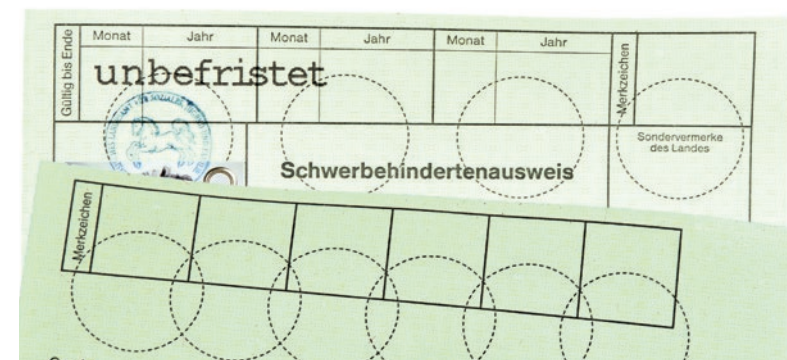 Gültig bis Ende
Monat Jahr Monat Jahr Monat Jahr
unbefristet
Merkzeichen
Sondervermerke
des Landes
Schwerbehindertenausweis
Merkzeichen